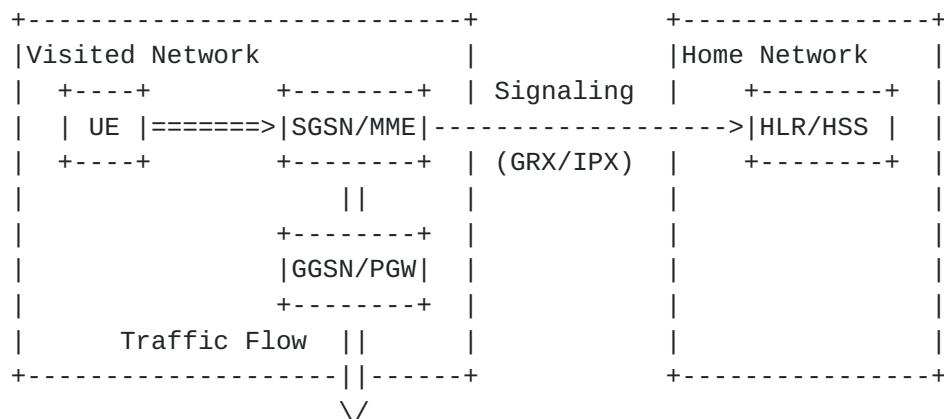 Visited Network Home Network
Signaling
UE SGSN/MME HLR/HSS
(GRX/IPX)
GGSN/PGW
Traffic Flow